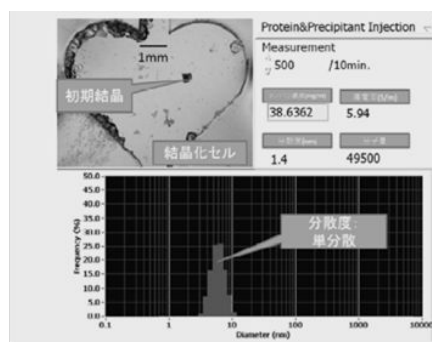 Protein&Precipitant Injection
Measurement
500 /10min.
1mm
初期結晶
結晶化セル
38.6362
5.94
1.4
49500
分散度:
単分散
Frequency (%)
50.0
45.0
40.0
35.0
30.0
25.0
20.0
15.0
10.0
5.0
0.0
0.1
1
10
100
1000
10000
Diameter (nm)